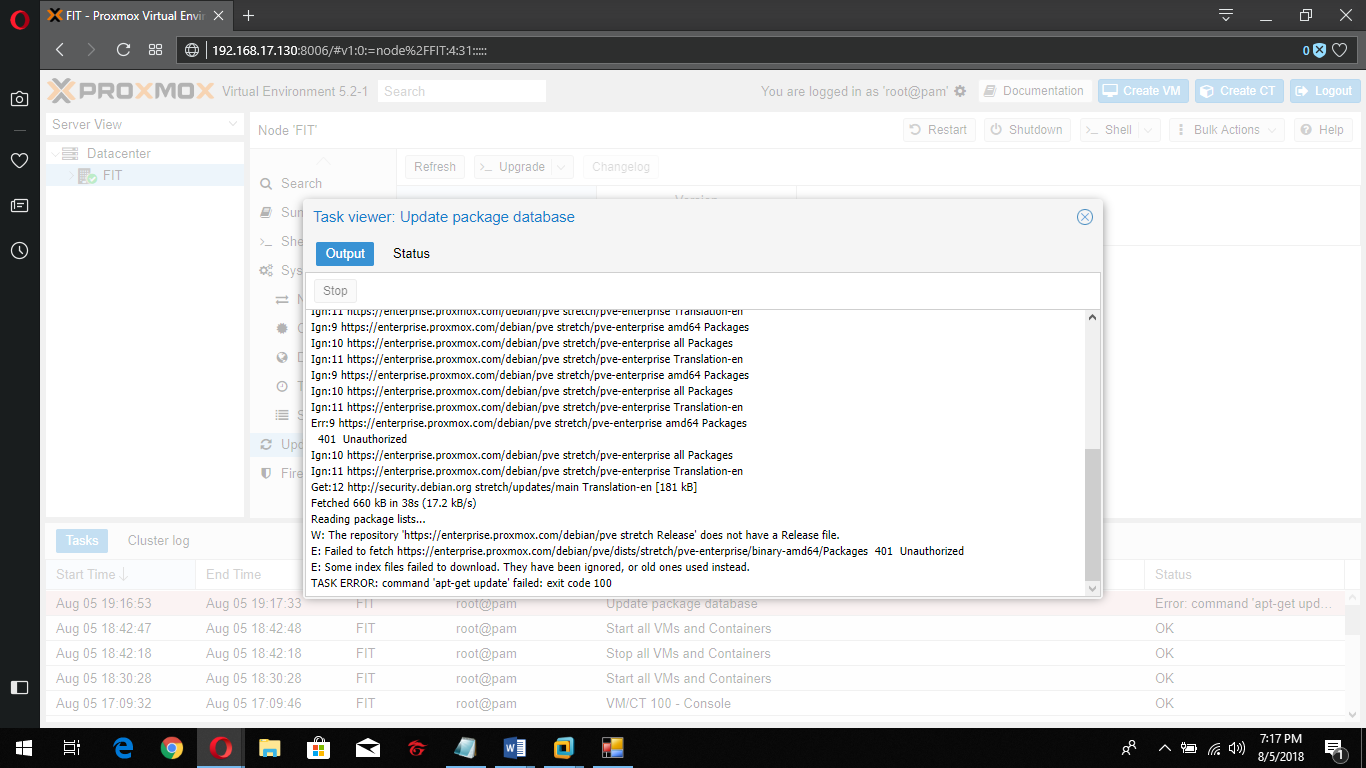 FIT - Proxmox Virtual Envir
192.168.17.130:8006/#v1:0:=node%2FFIT:4:31:::::
0
PROXMOX Virtual Environment 5.2-1 Search You are logged in as 'root@pam' Documentation Create VM Create CT Logout
Server View
Node 'FIT' Restart Shutdown Shell Bulk Actions Help
Datacenter
FIT
Search
Refresh Upgrade Changelog
Task viewer: Update package database
Output Status
Stop
Ign:11 https://enterprise.proxmox.com/debian/pve stretch/pve-enterprise Translation-en
Ign:9 https://enterprise.proxmox.com/debian/pve stretch/pve-enterprise amd64 Packages
Ign:10 https://enterprise.proxmox.com/debian/pve stretch/pve-enterprise all Packages
Ign:11 https://enterprise.proxmox.com/debian/pve stretch/pve-enterprise Translation-en
Ign:9 https://enterprise.proxmox.com/debian/pve stretch/pve-enterprise amd64 Packages
Ign:10 https://enterprise.proxmox.com/debian/pve stretch/pve-enterprise all Packages
Ign:11 https://enterprise.proxmox.com/debian/pve stretch/pve-enterprise Translation-en
Err:9 https://enterprise.proxmox.com/debian/pve stretch/pve-enterprise amd64 Packages
401 Unauthorized
Ign:10 https://enterprise.proxmox.com/debian/pve stretch/pve-enterprise all Packages
Ign:11 https://enterprise.proxmox.com/debian/pve stretch/pve-enterprise Translation-en
Get:12 http://security.debian.org stretch/updates/main Translation-en [181 kB]
Fetched 660 kB in 38s (17.2 kB/s)
Reading package lists...
W: The repository 'https://enterprise.proxmox.com/debian/pve stretch Release' does not have a Release file.
E: Failed to fetch https://enterprise.proxmox.com/debian/pve/dists/stretch/pve-enterprise/binary-amd64/Packages 401 Unauthorized
E: Some index files failed to download. They have been ignored, or old ones used instead.
TASK ERROR: command 'apt-get update' failed: exit code 100
Tasks Cluster log
Start Time End Time Status
Aug 05 19:16:53 Aug 05 19:17:33 FIT root@pam Update package database Error: command 'apt-get upd...
Aug 05 18:42:47 Aug 05 18:42:48 FIT root@pam Start all VMs and Containers OK
Aug 05 18:42:18 Aug 05 18:42:18 FIT root@pam Stop all VMs and Containers OK
Aug 05 18:30:28 Aug 05 18:30:28 FIT root@pam Start all VMs and Containers OK
Aug 05 17:09:32 Aug 05 17:09:46 FIT root@pam VM/CT 100 - Console OK
7:17 PM
8/5/2018
1